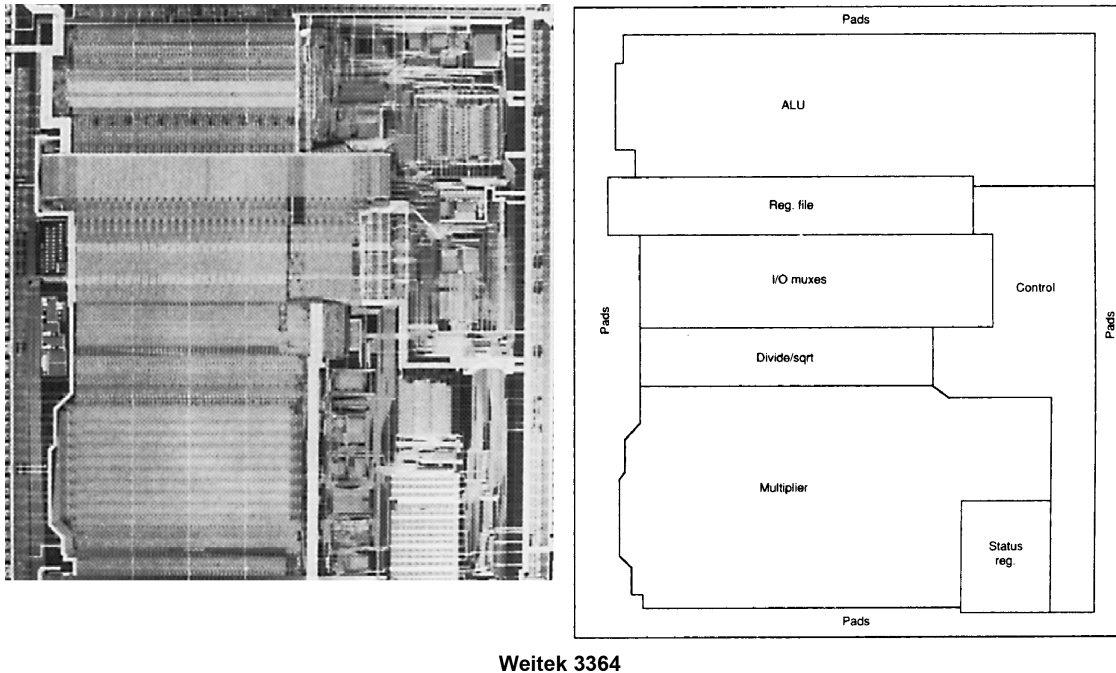 Pads
ALU
Reg. file
I/O muxes
Control
Pads
Pads
Divide/sqrt
Multiplier
Status
reg.
Pads
Weitek 3364